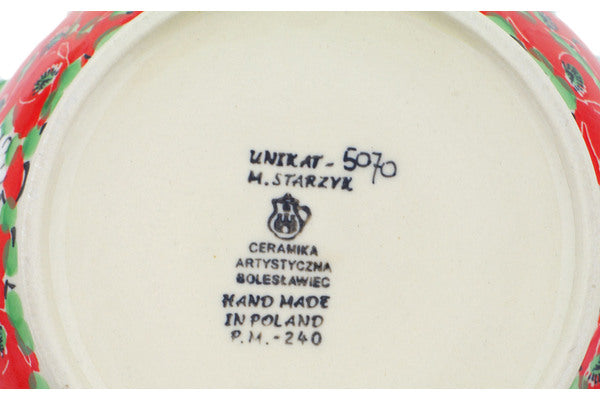 UNIKAT - 5070
M. STARZYK
CERAMIKA
ARTYSTYCZNA
BOLESŁAWIEC
HAND MADE
IN POLAND
P.M.-240